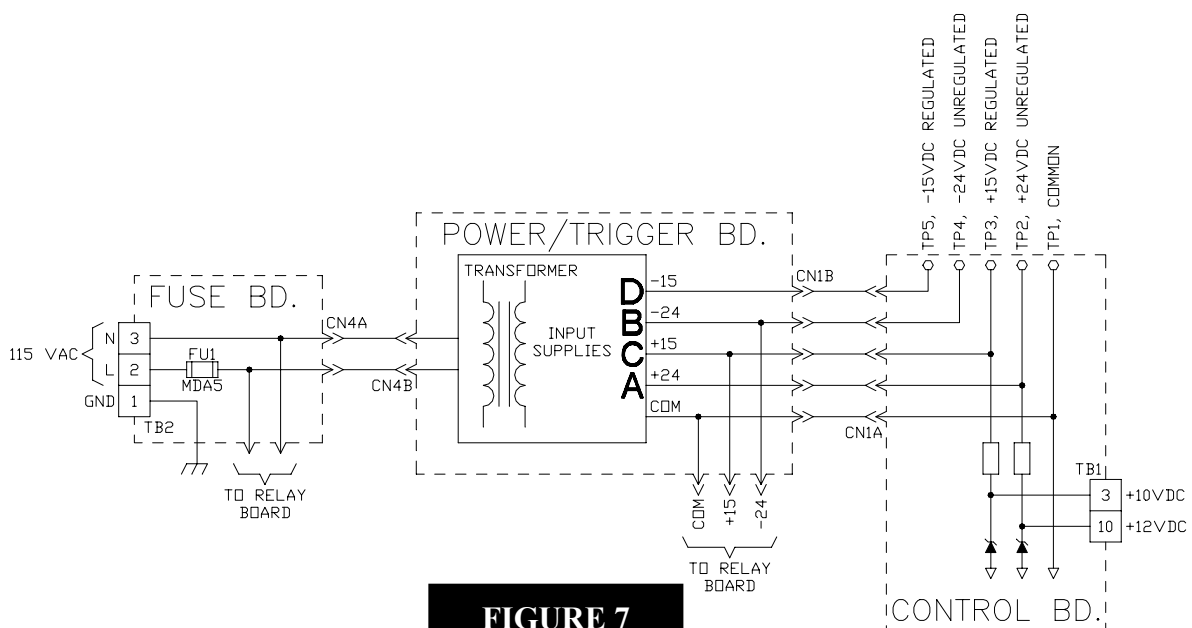 TP5, -15VDC REGULATED
TP4, -24VDC UNREGULATED
TP3, +15VDC REGULATED
TP2, +24VDC UNREGULATED
TP1, COMMON
POWER/TRIGGER BD.
TRANSFORMER
INPUT
SUPPLIES
D
-15
B
-24
C
+15
A
+24
COM
CN1B
CN1A
FUSE BD.
115 VAC
N
3
L
2
GND
1
TB2
FU1
MDA5
CN4A
CN4B
TO RELAY
BOARD
COM
+15
-24
TO RELAY
BOARD
TB1
3
+10VDC
10
+12VDC
CONTROL BD.
FIGURE 7